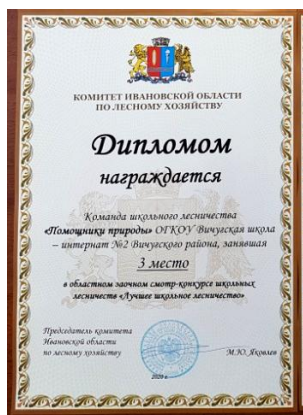 КОМИТЕТ ИВАНОВСКОЙ ОБЛАСТИ
ПО ЛЕСНОМУ ХОЗЯЙСТВУ
Дипломом
награждается
Команда школьного лесничества
«Помощники природы» ОГКОУ Вичугская школа
– интернат №2 Вичугского района, занявшая
3 место
в областном заочном смотр-конкурсе школьных
лесничеств «Лучшее школьное лесничество»
Председатель комитета
Ивановской области
по лесному хозяйству
М.Ю. Яковлев
2020 г.